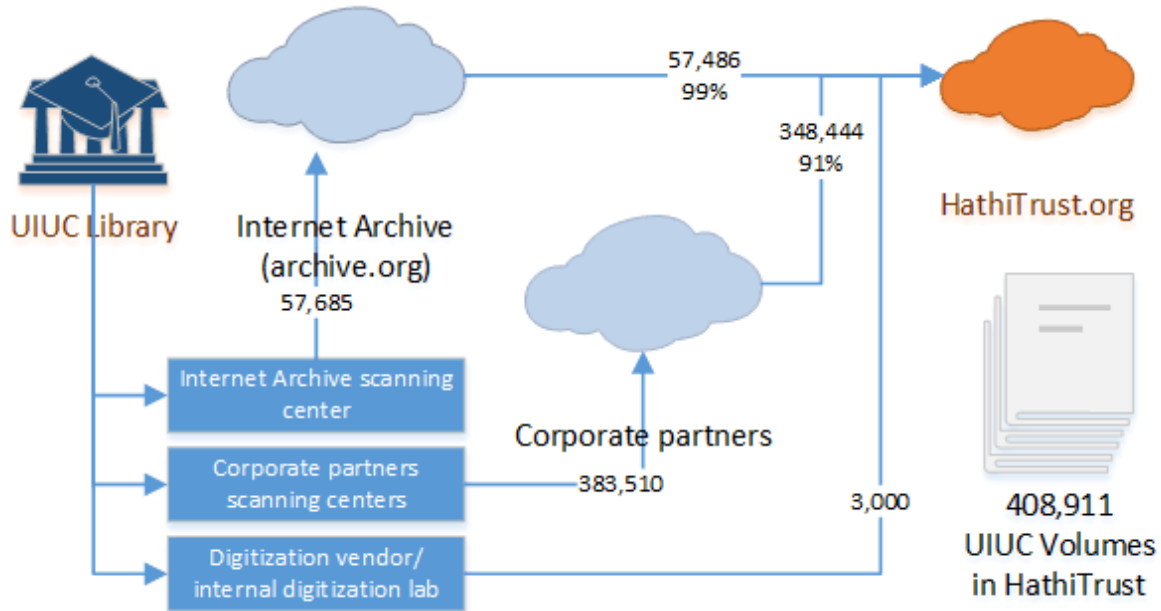 57,486
99%
348,444
91%
UIUC Library
Internet Archive
(archive.org)
57,685
HathiTrust.org
Internet Archive scanning
center
Corporate partners
Corporate partners
scanning centers
383,510
3,000
Digitization vendor/
internal digitization lab
408,911
UIUC Volumes
in HathiTrust